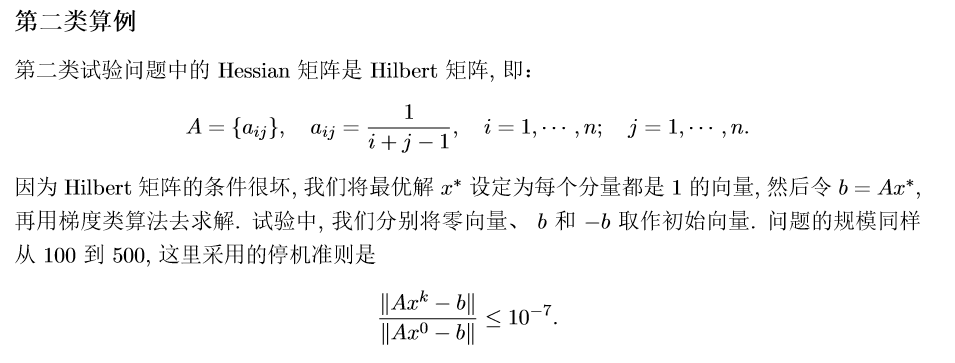 第二类算例
第二类试验问题中的 Hessian 矩阵是 Hilbert 矩阵, 即：
A = {a_{ij}}, a_{ij} = \frac{1}{i + j − 1}, i = 1, ⋯ , n; j = 1, ⋯ , n.
因为 Hilbert 矩阵的条件很坏, 我们将最优解 x* 设定为每个分量都是 1 的向量, 然后令 b = Ax*,
再用梯度类算法去求解. 试验中, 我们分别将零向量、 b 和 −b 取作初始向量. 问题的规模同样
从 100 到 500, 这里采用的停机准则是
\frac{‖Ax^k − b‖}{‖Ax^0 − b‖} ≤ 10^{−7}.